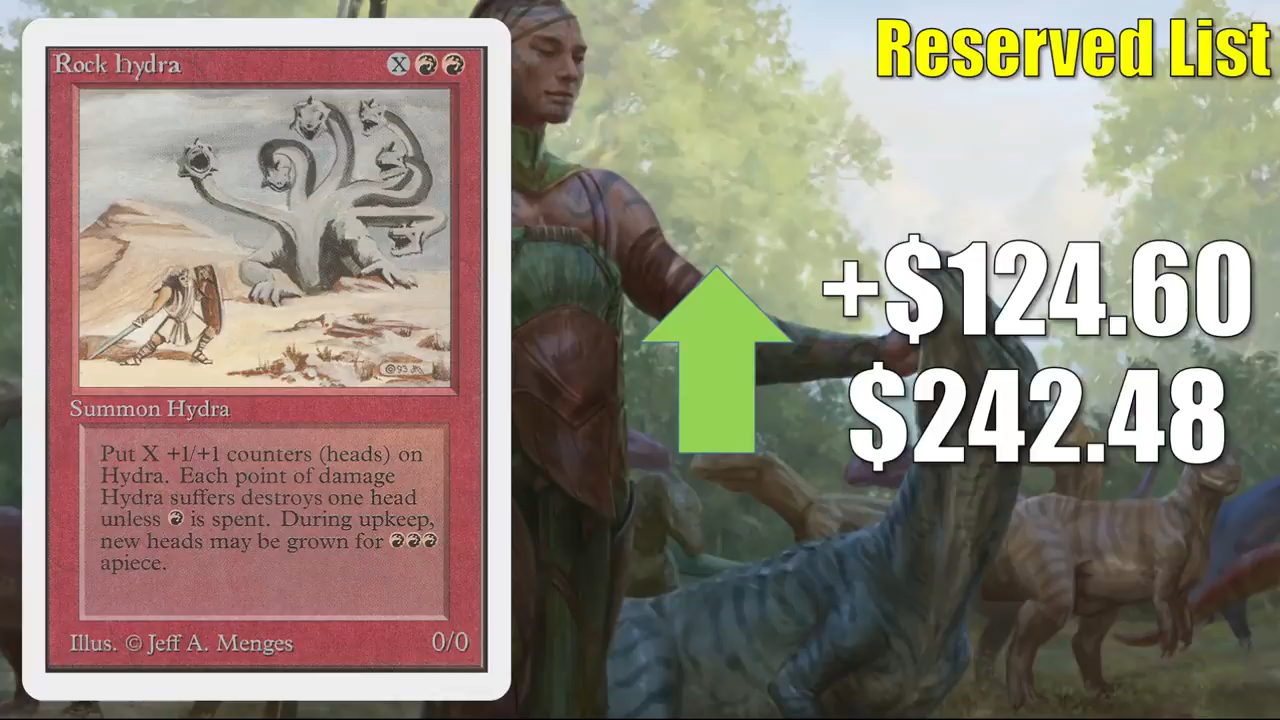 Reserved List
Rock hydra X
+$124.60
$242.48
©93 JM
Summon Hydra
Put X +1/+1 counters (heads) on
Hydra. Each point of damage
Hydra suffers destroys one head
unless is spent. During upkeep,
new heads may be grown for
apiece.
Illus. © Jeff A. Menges 0/0